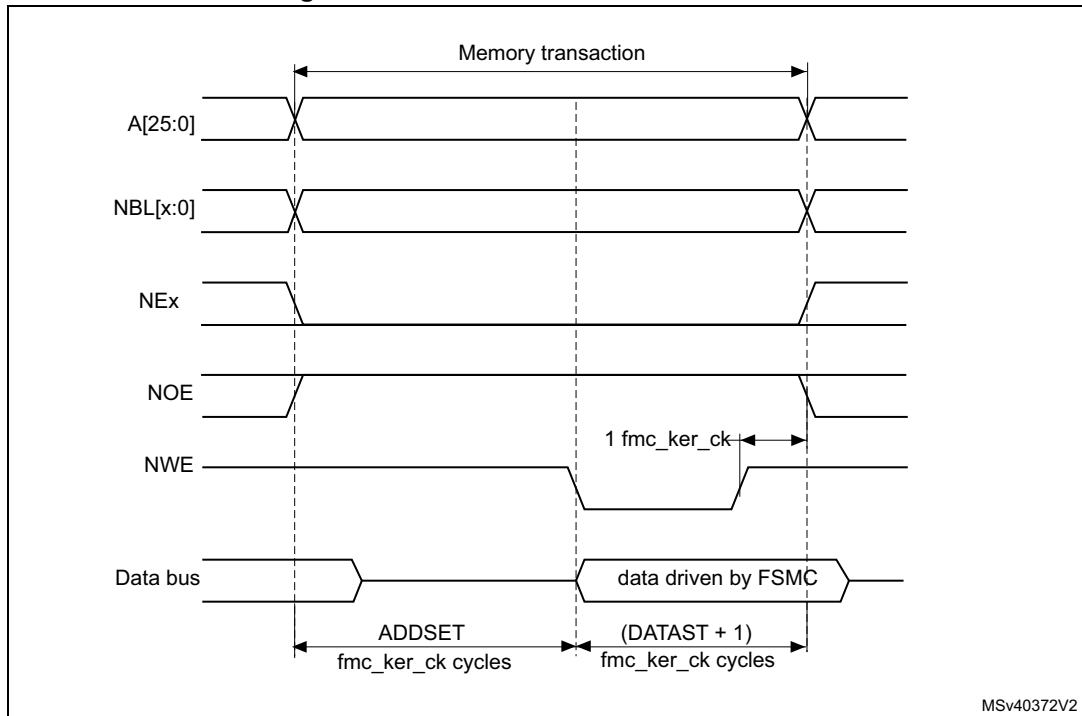 Memory transaction
A[25:0]
NBL[x:0]
NEx
NOE
1 fmc_ker_ck
NWE
Data bus
data driven by FSMC
ADDSET
fmc_ker_ck cycles
(DATAST + 1)
fmc_ker_ck cycles
MSv40372V2